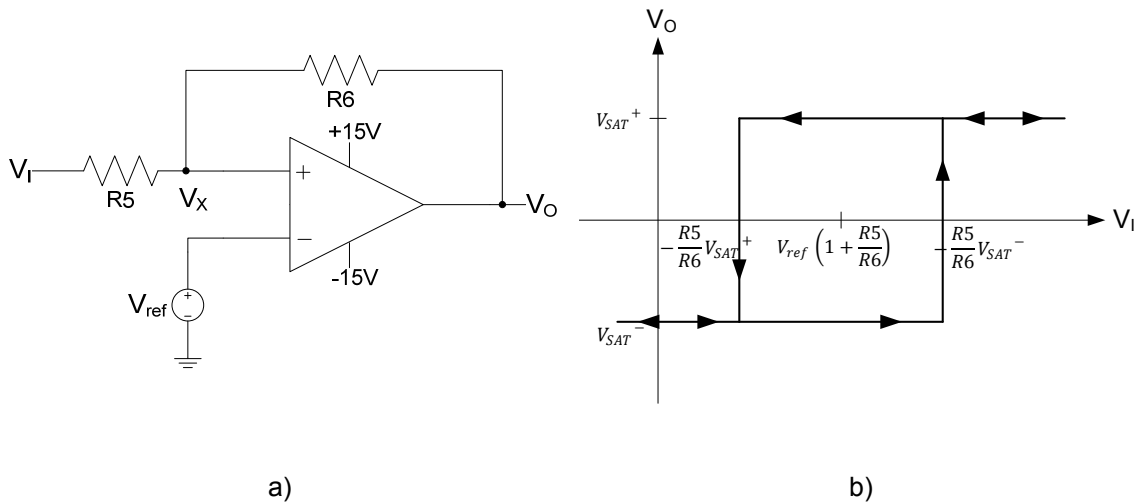 R6
+15V
V_I
R5
V_X
+
−
V_O
-15V
V_ref
+
−
a)
V_O
V_SAT^+
V_I
− R5/R6 V_SAT^+
V_ref (1 + R5/R6)
− R5/R6 V_SAT^−
V_SAT^−
b)